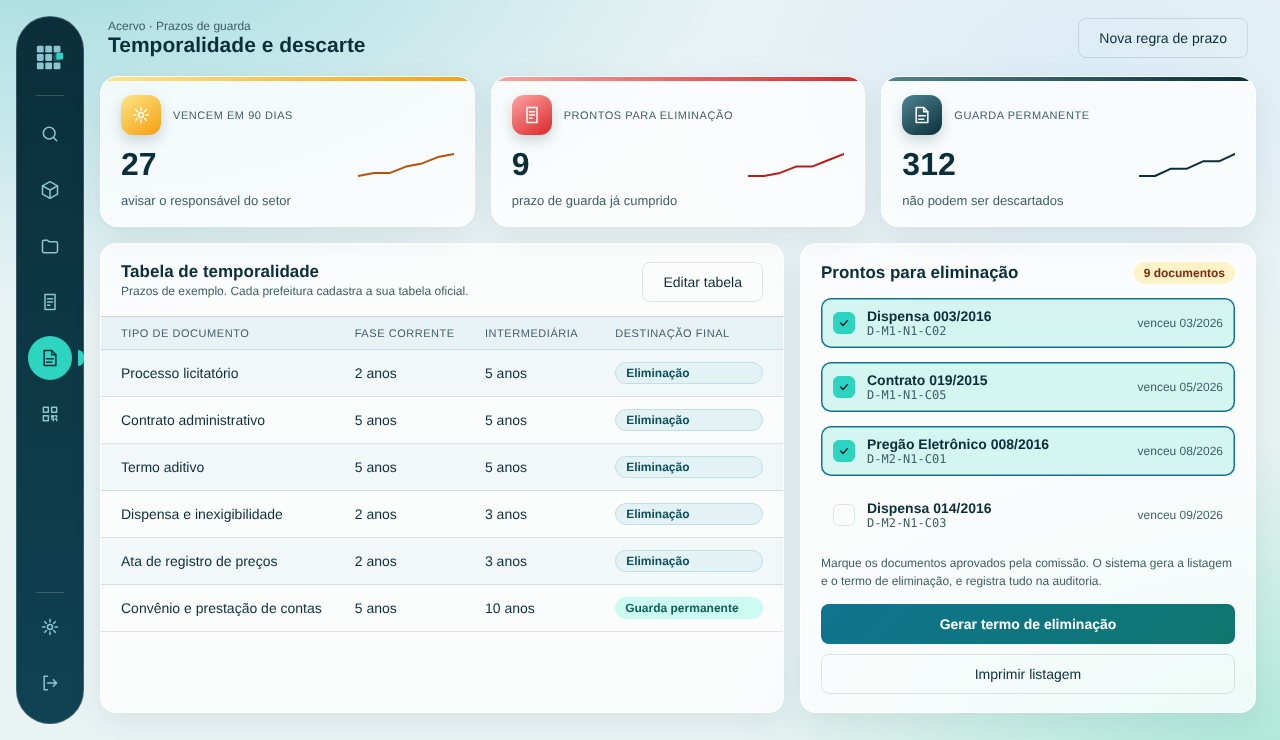 Acervo · Prazos de guarda
Temporalidade e descarte
Nova regra de prazo
VENCEM EM 90 DIAS
27
avisar o responsável do setor
PRONTOS PARA ELIMINAÇÃO
9
prazo de guarda já cumprido
GUARDA PERMANENTE
312
não podem ser descartados
Tabela de temporalidade
Prazos de exemplo. Cada prefeitura cadastra a sua tabela oficial.
Editar tabela
TIPO DE DOCUMENTO FASE CORRENTE INTERMEDIÁRIA DESTINAÇÃO FINAL
Processo licitatório 2 anos 5 anos Eliminação
Contrato administrativo 5 anos 5 anos Eliminação
Termo aditivo 5 anos 5 anos Eliminação
Dispensa e inexigibilidade 2 anos 3 anos Eliminação
Ata de registro de preços 2 anos 3 anos Eliminação
Convênio e prestação de contas 5 anos 10 anos Guarda permanente
Prontos para eliminação
9 documentos
Dispensa 003/2016
D-M1-N1-C02
venceu 03/2026
Contrato 019/2015
D-M1-N1-C05
venceu 05/2026
Pregão Eletrônico 008/2016
D-M2-N1-C01
venceu 08/2026
Dispensa 014/2016
D-M2-N1-C03
venceu 09/2026
Marque os documentos aprovados pela comissão. O sistema gera a listagem
e o termo de eliminação, e registra tudo na auditoria.
Gerar termo de eliminação
Imprimir listagem